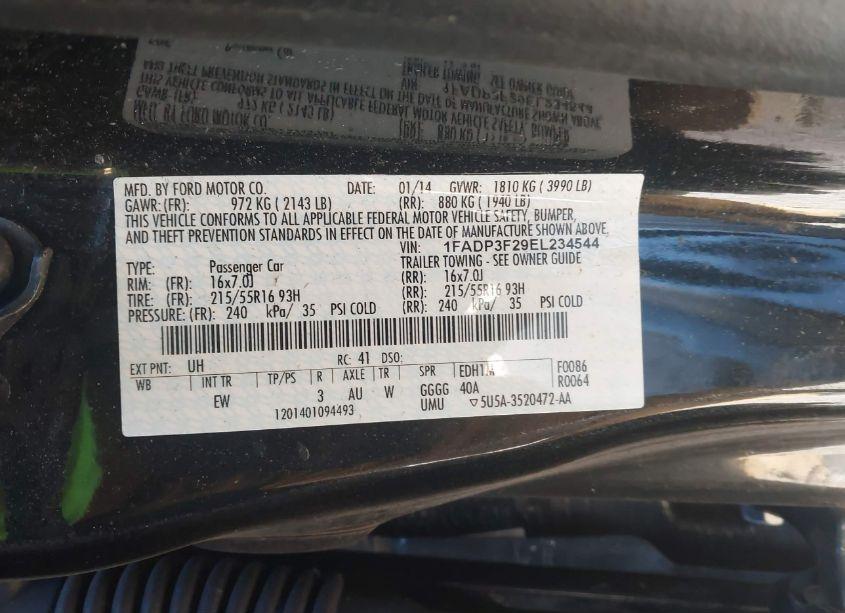 MFD. BY FORD MOTOR CO. DATE: 01/14 GVWR: 1810 KG ( 3990 LB)
GAWR: (FR): 972 KG ( 2143 LB) (RR): 880 KG ( 1940 LB)
THIS VEHICLE CONFORMS TO ALL APPLICABLE FEDERAL MOTOR VEHICLE SAFETY, BUMPER,
AND THEFT PREVENTION STANDARDS IN EFFECT ON THE DATE OF MANUFACTURE SHOWN ABOVE.
VIN: 1FADP3F29EL234544
TYPE: Passenger Car TRAILER TOWING - SEE OWNER GUIDE
RIM: (FR): 16x7.0J (RR): 16x7.0J
TIRE: (FR): 215/55R16 93H (RR): 215/55R16 93H
PRESSURE: (FR): 240 kPa/ 35 PSI COLD (RR): 240 kPa/ 35 PSI COLD
EXT PNT: UH RC: 41 DSO:
WB INT TR TP/PS R AXLE TR SPR F0086
EW 3 AU W GGGG 40A R0064
UMU ▽5U5A-3520472-AA
1201401094493